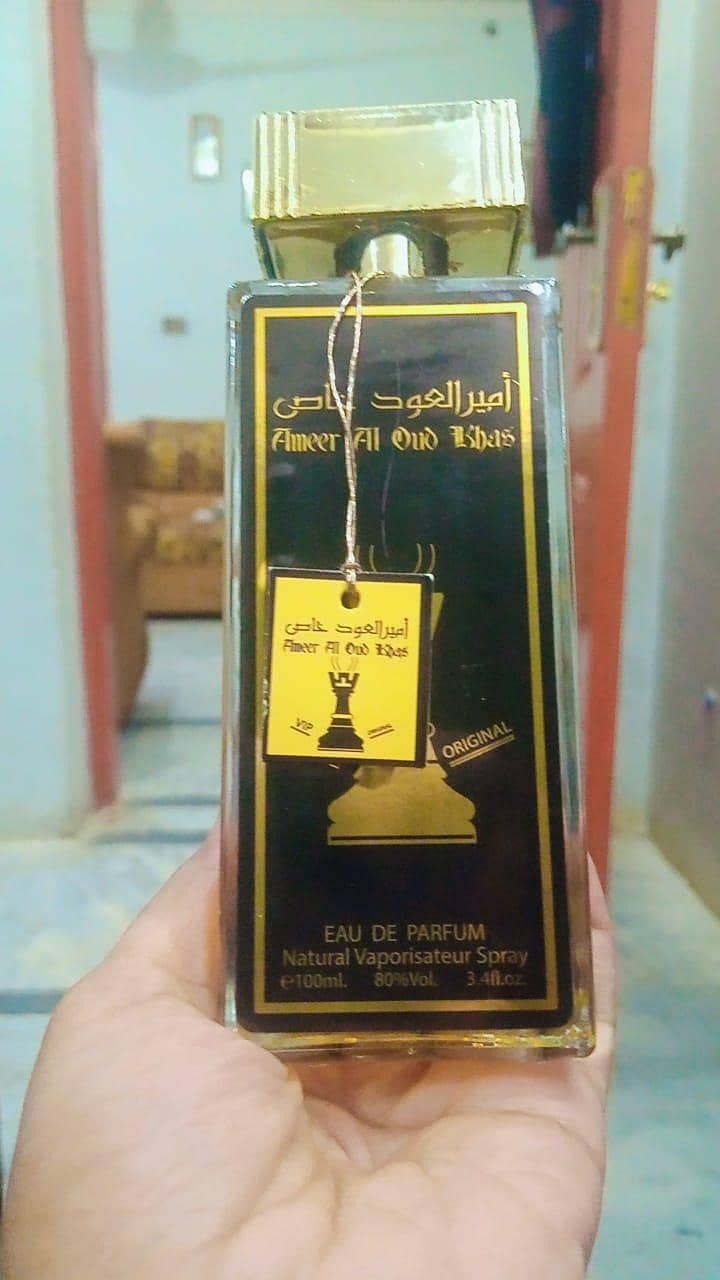 أمير العود خاص
Ameer Al Oud Khas
أمير العود خاص
Ameer Al Oud Khas
VIP
ORIGINAL
ORIGINAL
EAU DE PARFUM
Natural Vaporisateur Spray
℮100ml. 80%Vol. 3.4fl.oz.